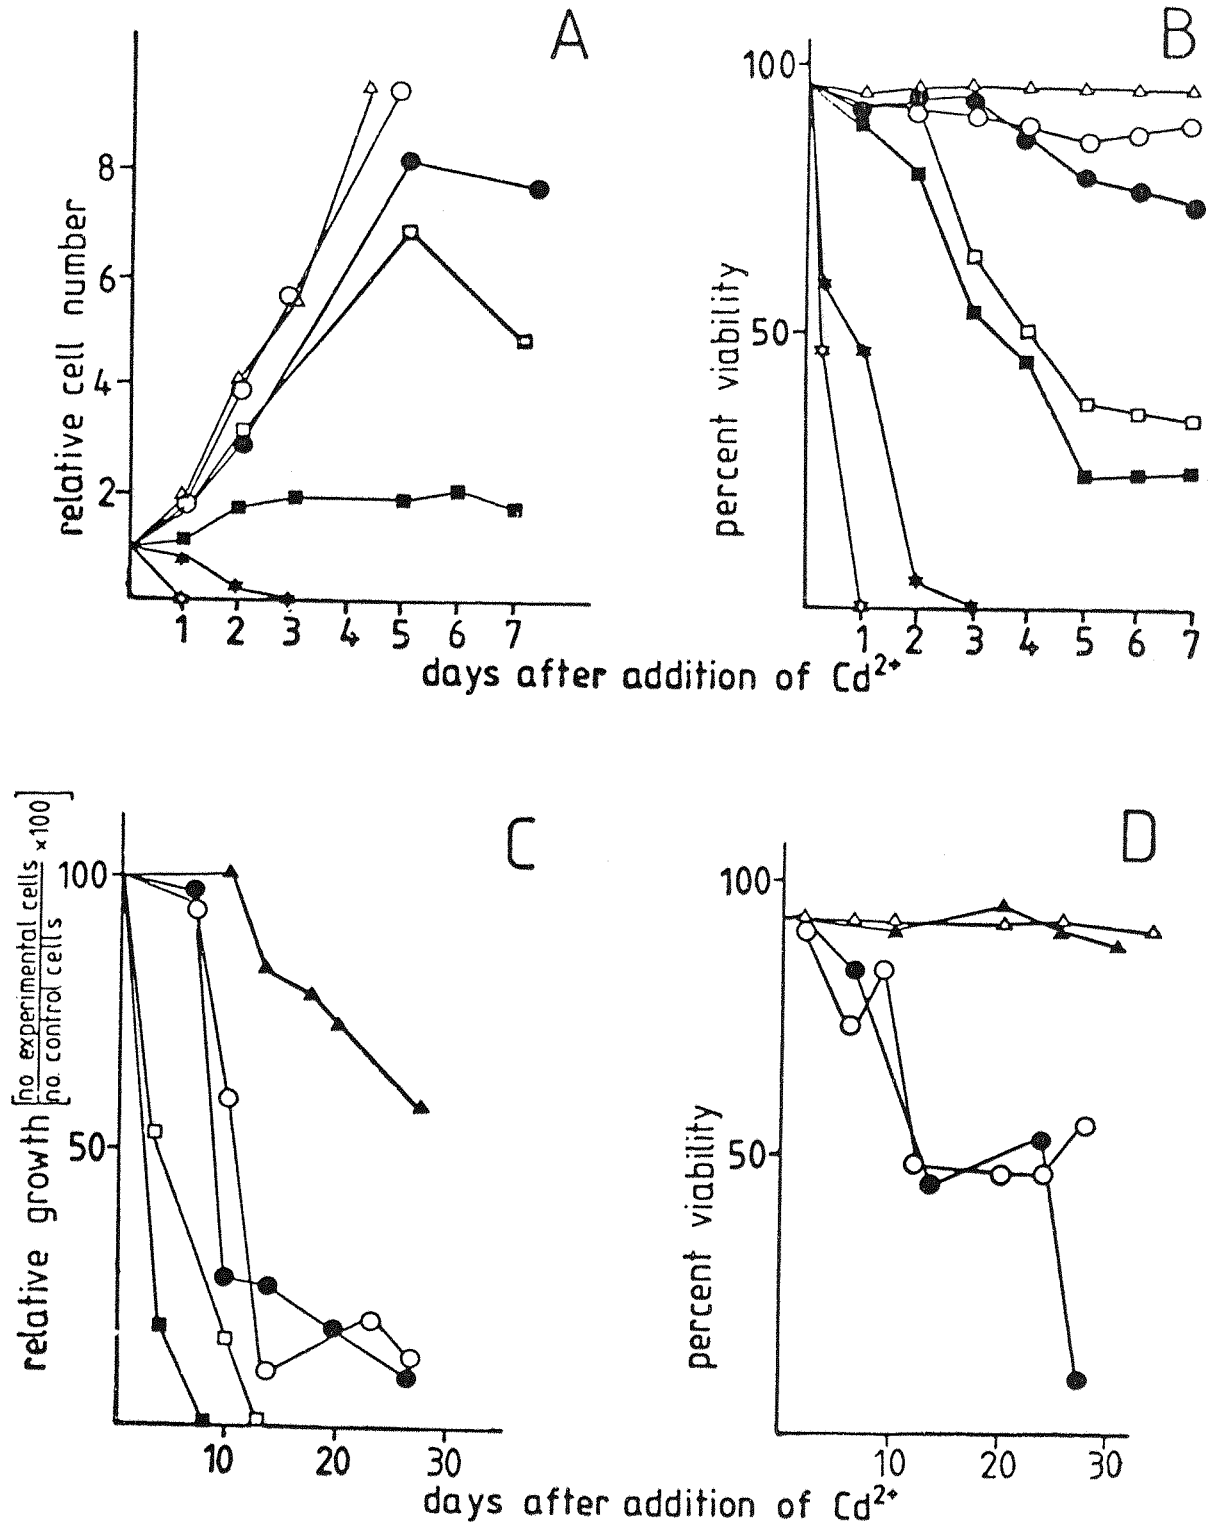 A
B
relative cell number
8
6
4
2
1 2 3 4 5 6 7
percent viability
100
50
1 2 3 4 5 6 7
days after addition of Cd²⁺
C
D
relative growth [no experimental cells / no. control cells ×100]
100
50
10 20 30
percent viability
100
50
10 20 30
days after addition of Cd²⁺